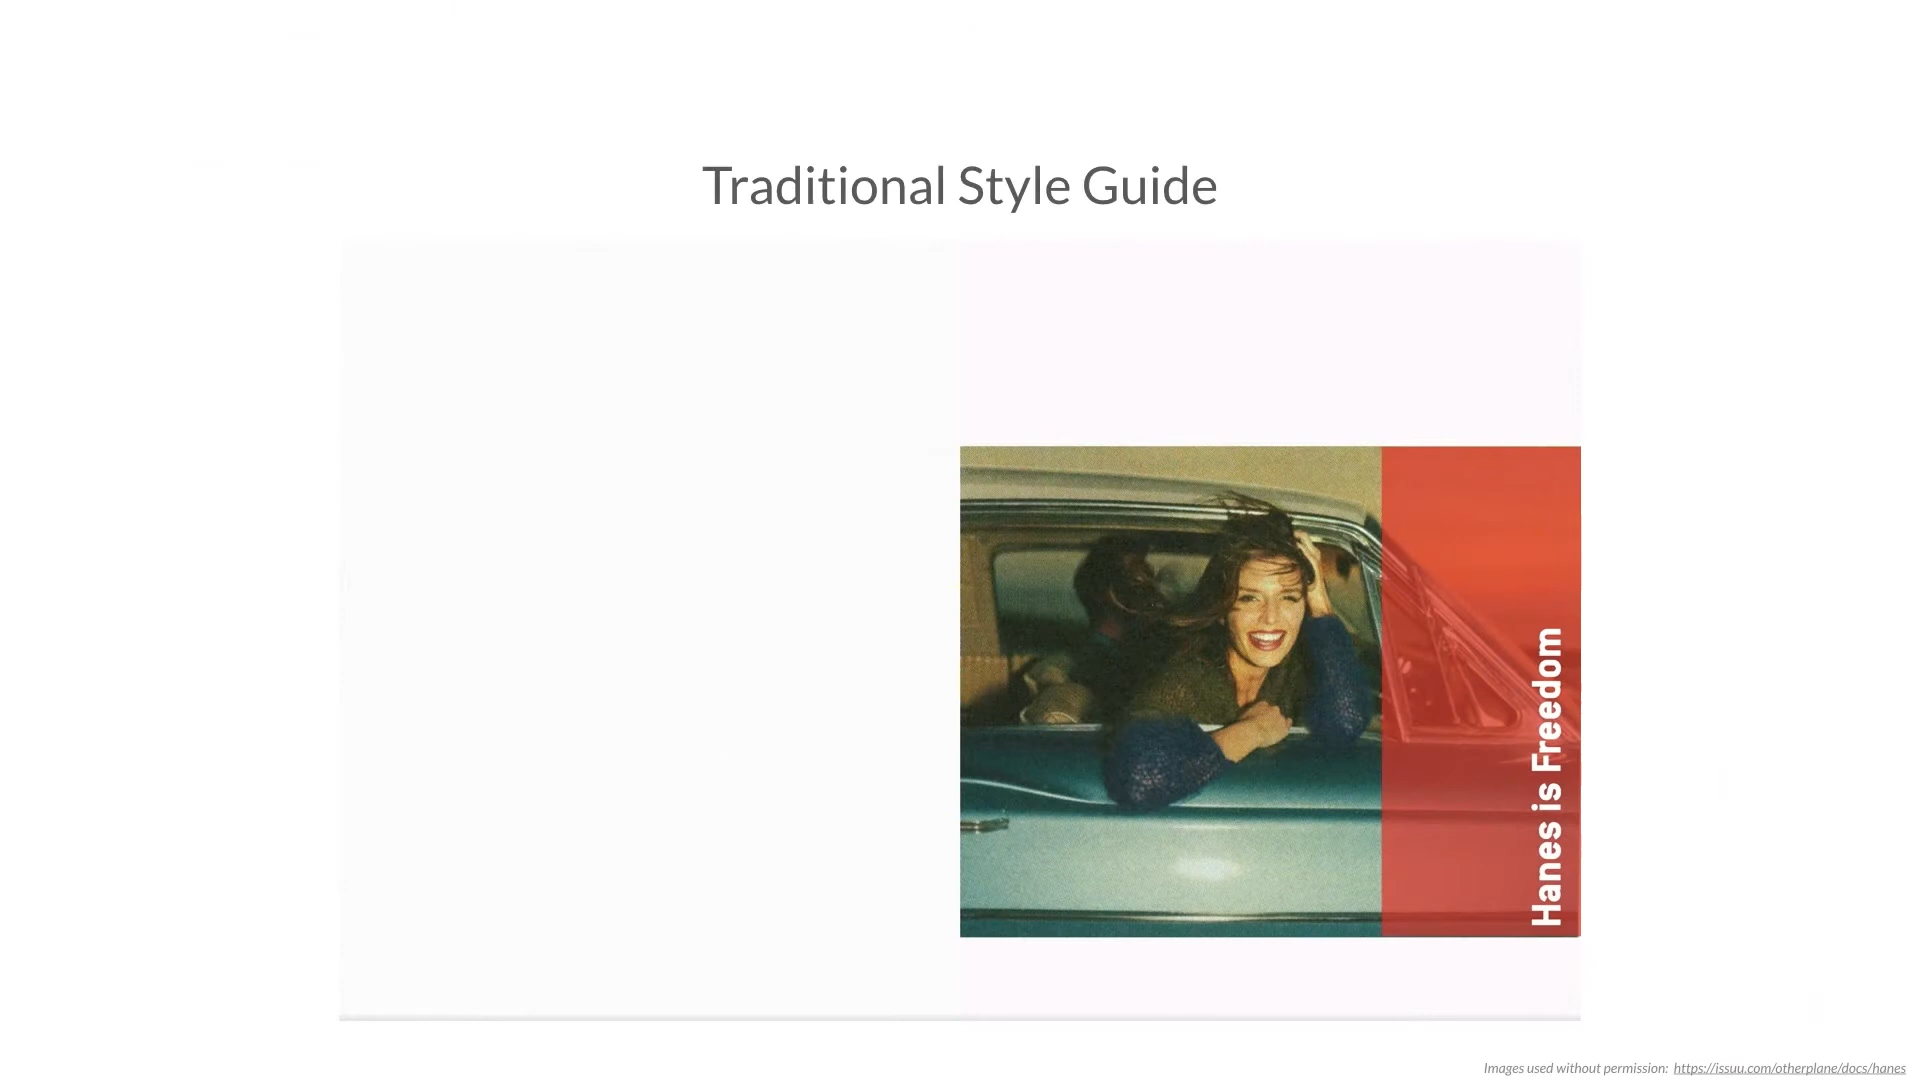 Traditional Style Guide
Hanes is Freedom
Images used without permission: https://issuu.com/otherplane/docs/hanes